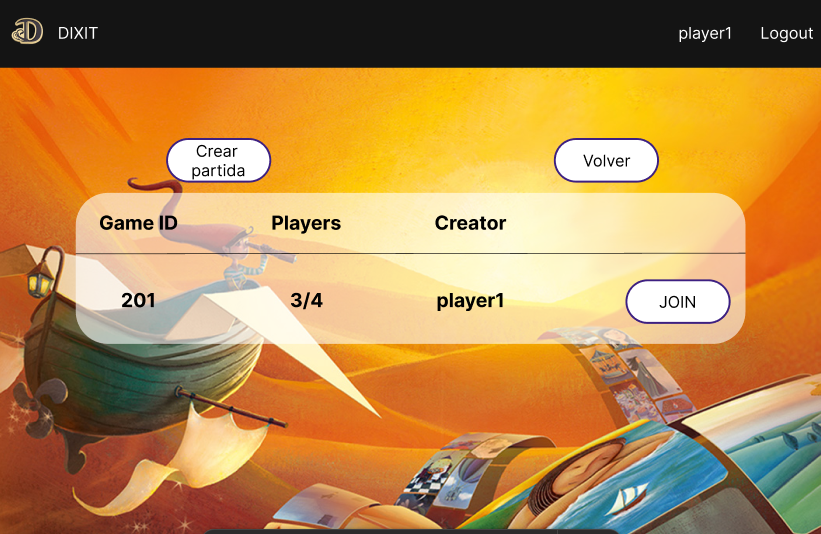 DIXIT
player1 Logout
Crear
partida
Volver
Game ID Players Creator
201 3/4 player1 JOIN